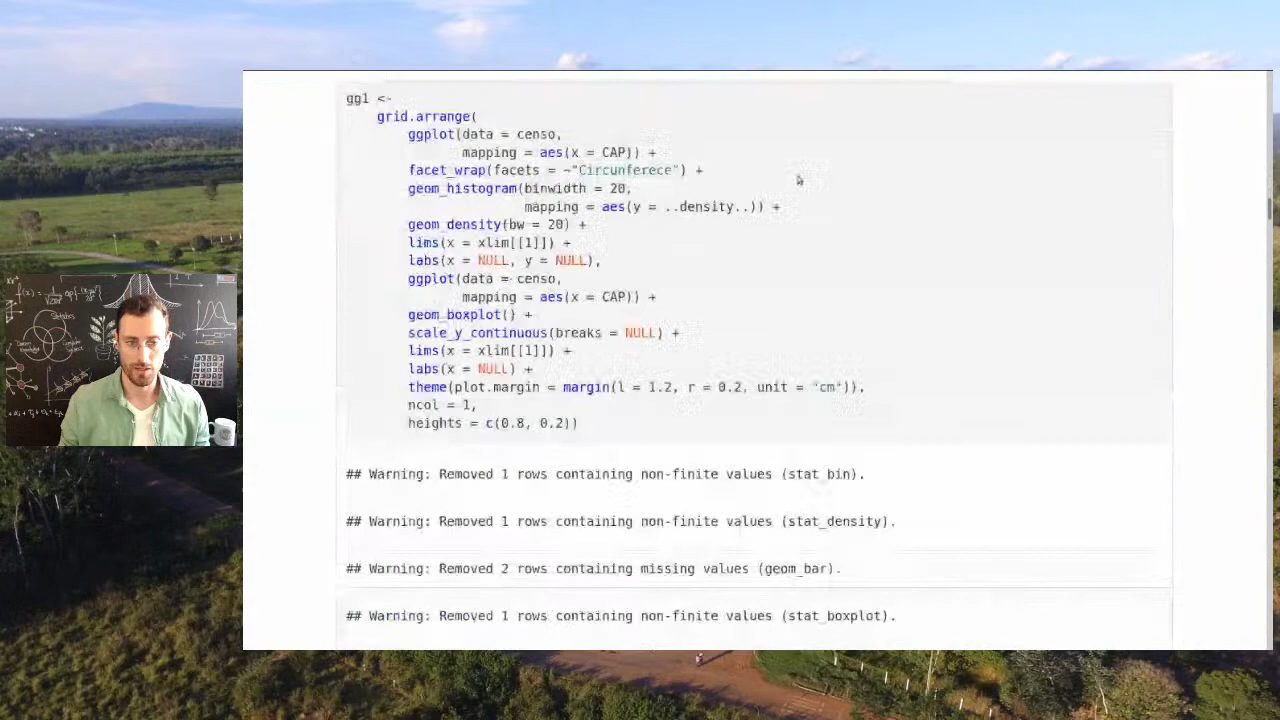 gg1 <-
grid.arrange(
ggplot(data = censo,
mapping = aes(x = CAP)) +
facet_wrap(facets = ~"Circunferece") +
geom_histogram(binwidth = 20,
mapping = aes(y = ..density..)) +
geom_density(bw = 20) +
lims(x = xlim[[1]]) +
labs(x = NULL, y = NULL),
ggplot(data = censo,
mapping = aes(x = CAP)) +
geom_boxplot() +
scale_y_continuous(breaks = NULL) +
lims(x = xlim[[1]]) +
labs(x = NULL) +
theme(plot.margin = margin(l = 1.2, r = 0.2, unit = "cm")),
ncol = 1,
heights = c(0.8, 0.2))
## Warning: Removed 1 rows containing non-finite values (stat_bin).
## Warning: Removed 1 rows containing non-finite values (stat_density).
## Warning: Removed 2 rows containing missing values (geom_bar).
## Warning: Removed 1 rows containing non-finite values (stat_boxplot).
Statistics